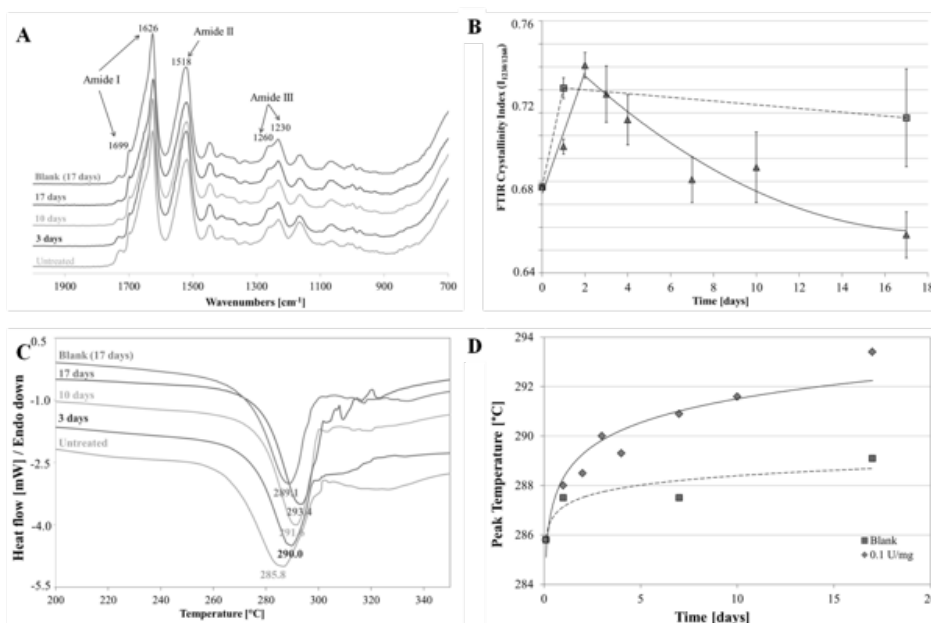 A
1626
Amide II
1518
Amide I
Amide III
1260
1230
1699
Blank (17 days)
17 days
10 days
3 days
Untreated
1900
1700
1500
1300
1100
900
700
Wavenumbers [cm-1]
B
0.76
0.72
0.68
0.64
FTIR Crystallinity Index (I1230/1260)
0
2
4
6
8
10
12
14
16
18
Time [days]
C
0.5
-1.0
-2.5
-4.0
-5.5
Heat flow [mW] / Endo down
Blank (17 days)
17 days
10 days
3 days
Untreated
289.1
293.4
290.0
285.8
200
220
240
260
280
300
320
340
Temperature [°C]
D
294
292
290
288
286
284
Peak Temperature [°C]
Blank
0.1 U/mg
0
5
10
15
20
Time [days]